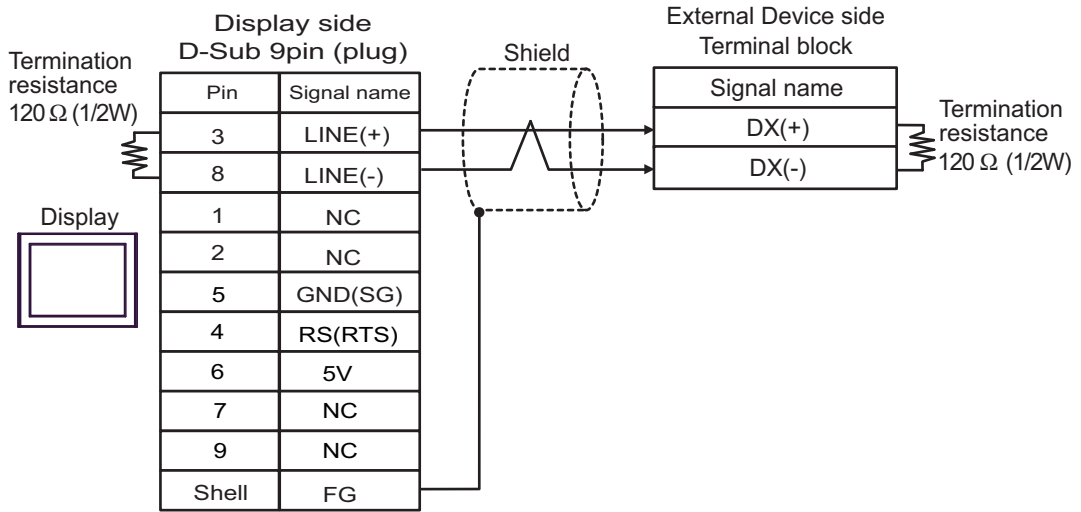 Display side
D-Sub 9pin (plug)
Termination
resistance
120 Ω (1/2W)
Display
Pin Signal name
3 LINE(+)
8 LINE(-)
1 NC
2 NC
5 GND(SG)
4 RS(RTS)
6 5V
7 NC
9 NC
Shell FG
Shield
External Device side
Terminal block
Signal name
DX(+)
DX(-)
Termination
resistance
120 Ω (1/2W)